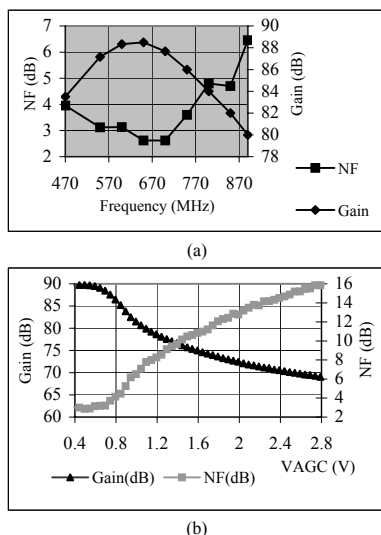 7
6
5
4
3
2
NF (dB)
90
88
86
84
82
80
78
Gain (dB)
470 570 670 770 870
Frequency (MHz)
NF
Gain
(a)
90
85
80
75
70
65
60
Gain (dB)
16
14
12
10
8
6
4
2
NF (dB)
0.4 0.8 1.2 1.6 2 2.4 2.8
VAGC (V)
Gain(dB) NF(dB)
(b)